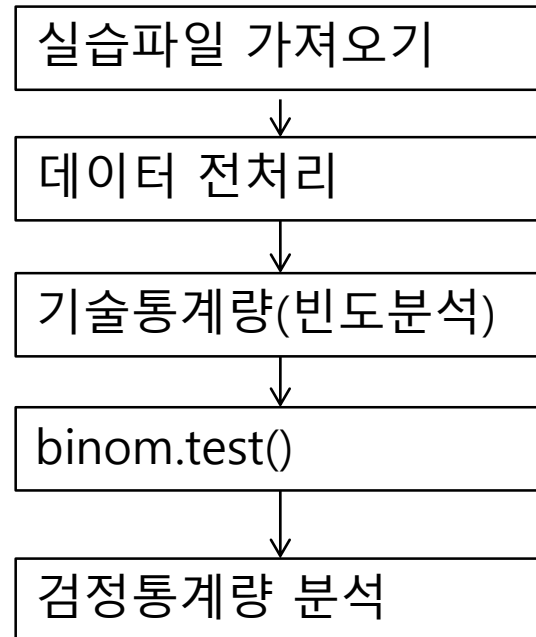 실습파일 가져오기
데이터 전처리
기술통계량(빈도분석)
binom.test()
검정통계량 분석